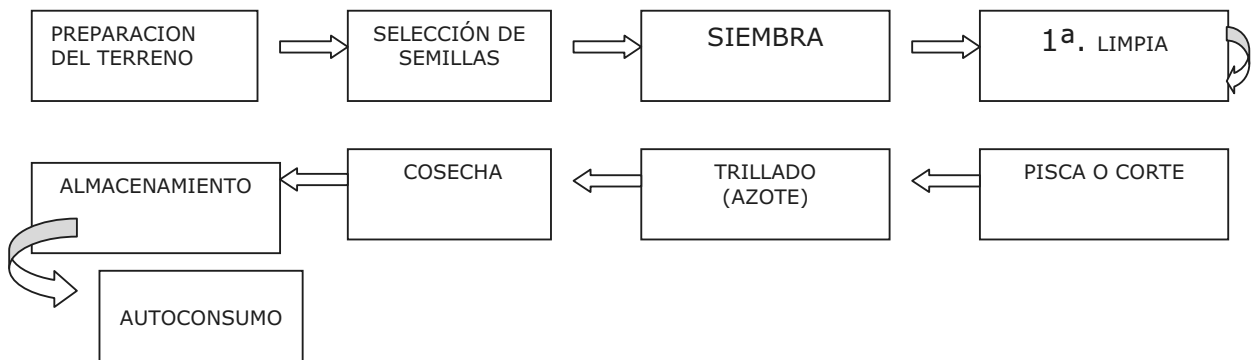 PREPARACION
DEL TERRENO
SELECCIÓN DE
SEMILLAS
SIEMBRA
1ª. LIMPIA
PISCA O CORTE
TRILLADO
(AZOTE)
COSECHA
ALMACENAMIENTO
AUTOCONSUMO